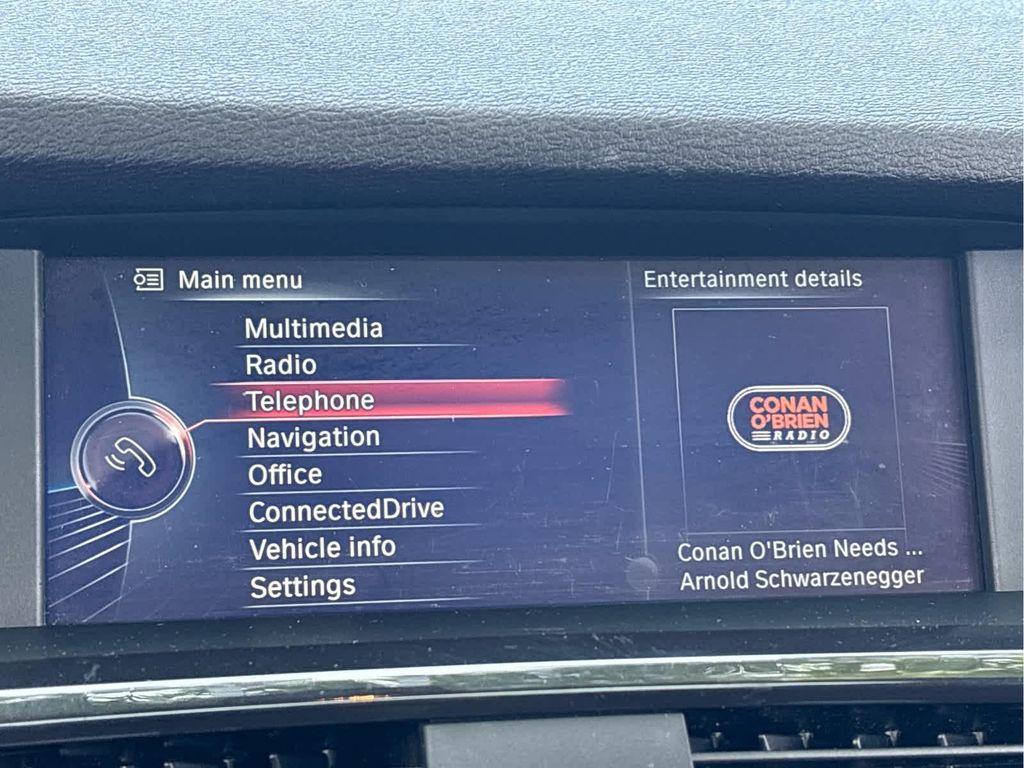 Main menu
Multimedia
Radio
Telephone
Navigation
Office
ConnectedDrive
Vehicle info
Settings
Entertainment details
CONAN
O'BRIEN
RADIO
Conan O'Brien Needs ...
Arnold Schwarzenegger